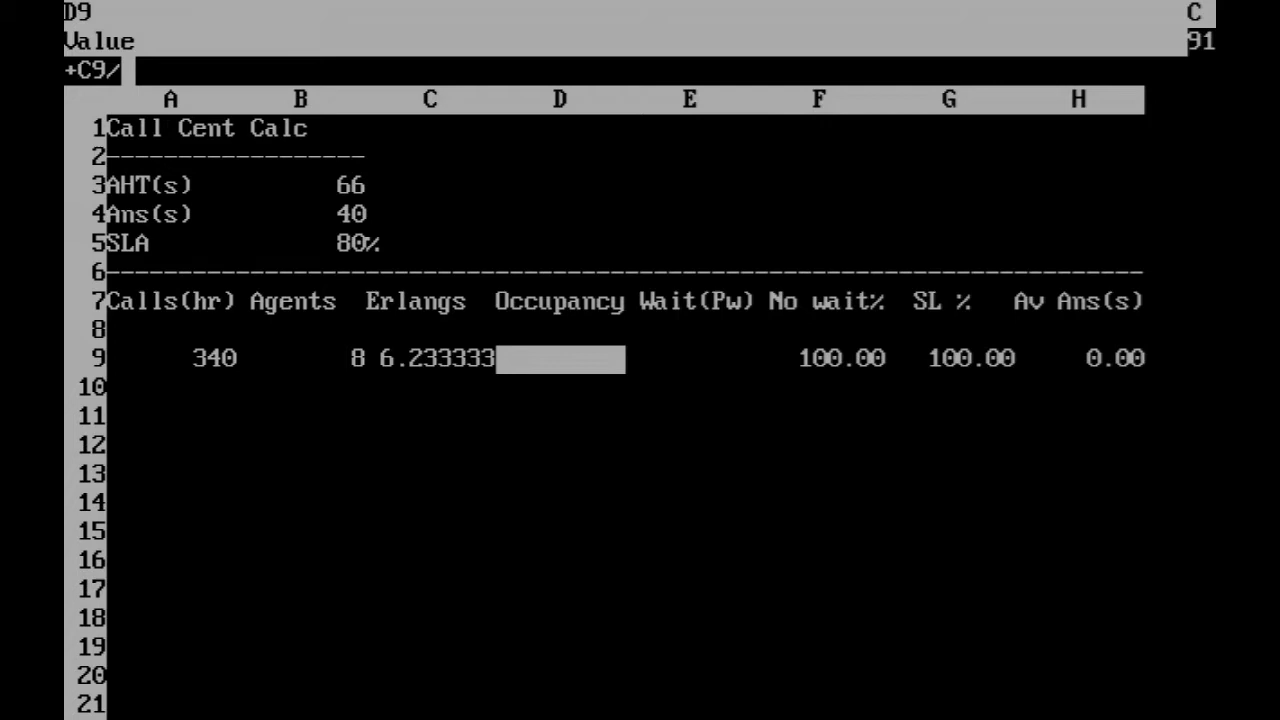 D9 C
Value 91
+C9/
A B C D E F G H
1Call Cent Calc
2------------------
3AHT(s) 66
4Ans(s) 40
5SLA 80%
6------------------------------------------------------------------------
7Calls(hr) Agents Erlangs Occupancy Wait(Pw) No wait% SL % Av Ans(s)
8
9 340 8 6.233333 100.00 100.00 0.00
10
11
12
13
14
15
16
17
18
19
20
21